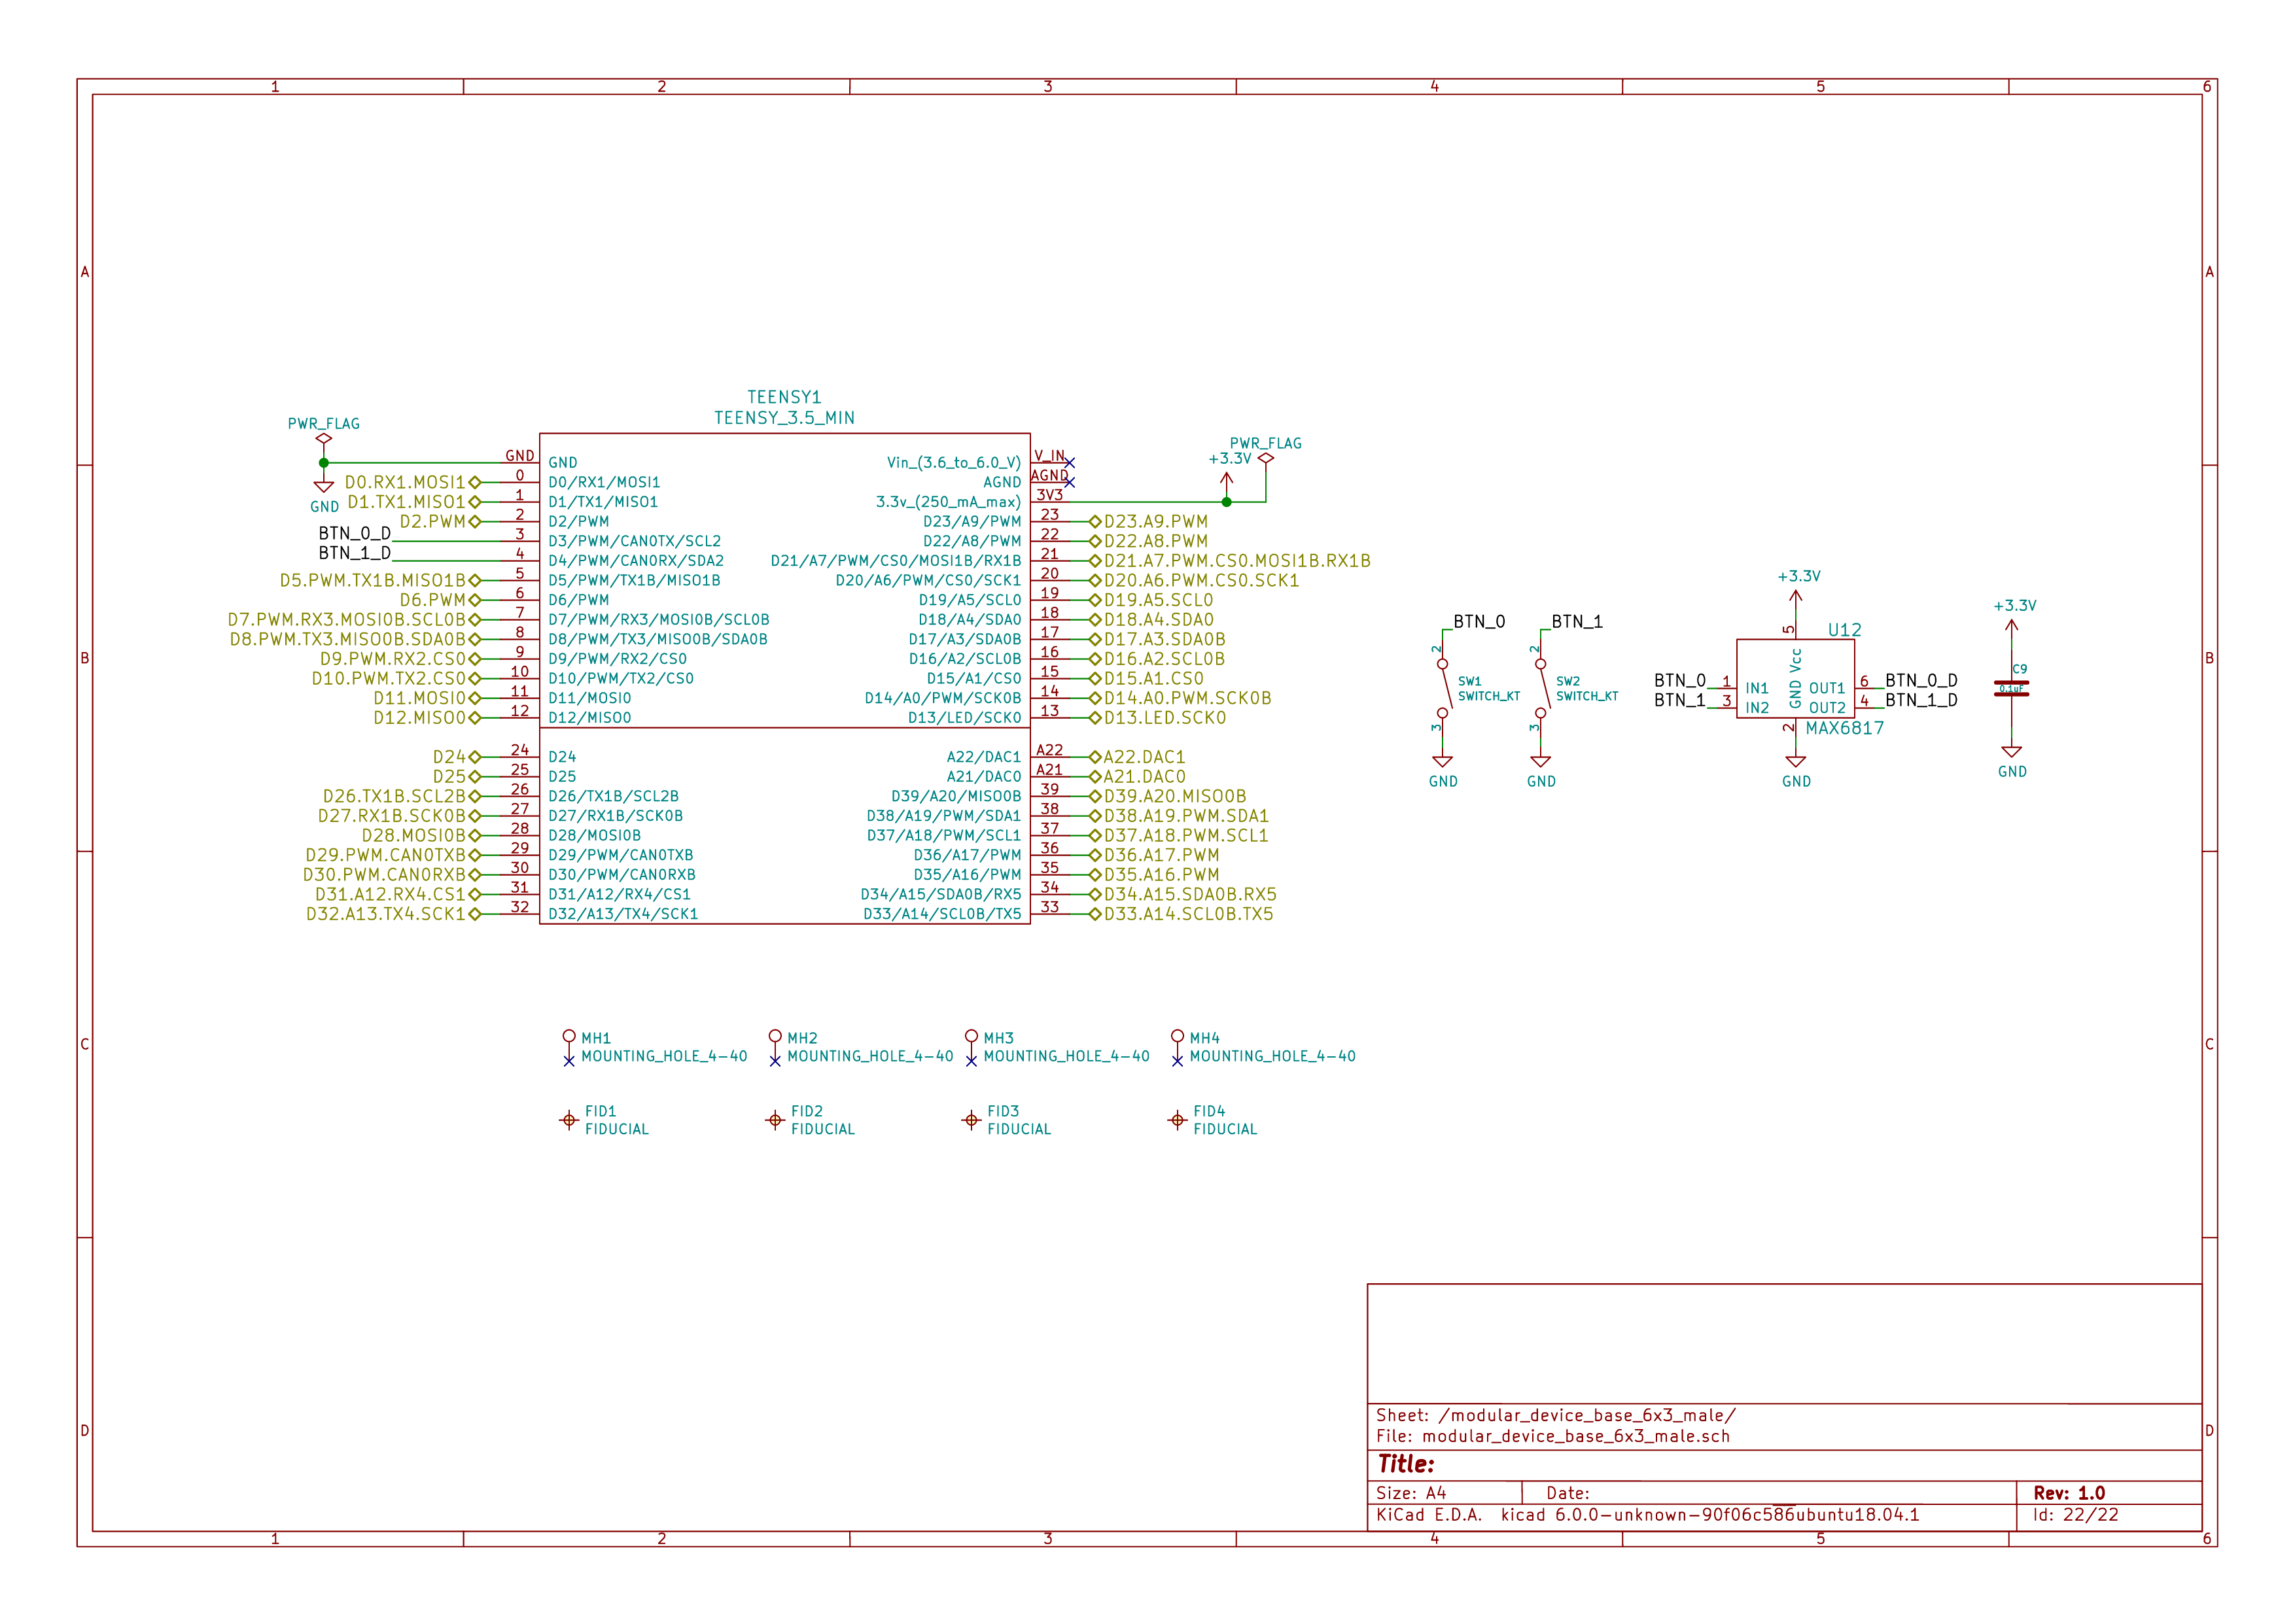 1 2 3 4 5 6
A A
B B
C C
D D
TEENSY1
TEENSY_3.5_MIN
PWR_FLAG
GND
PWR_FLAG
+3.3V
GND GND Vin_(3.6_to_6.0_V) V_IN
D0.RX1.MOSI1 0 D0/RX1/MOSI1 AGND AGND
D1.TX1.MISO1 1 D1/TX1/MISO1 3.3v_(250_mA_max) 3V3
D2.PWM 2 D2/PWM D23/A9/PWM 23 D23.A9.PWM
BTN_0_D 3 D3/PWM/CAN0TX/SCL2 D22/A8/PWM 22 D22.A8.PWM
BTN_1_D 4 D4/PWM/CAN0RX/SDA2 D21/A7/PWM/CS0/MOSI1B/RX1B 21 D21.A7.PWM.CS0.MOSI1B.RX1B
D5.PWM.TX1B.MISO1B 5 D5/PWM/TX1B/MISO1B D20/A6/PWM/CS0/SCK1 20 D20.A6.PWM.CS0.SCK1
D6.PWM 6 D6/PWM D19/A5/SCL0 19 D19.A5.SCL0
D7.PWM.RX3.MOSI0B.SCL0B 7 D7/PWM/RX3/MOSI0B/SCL0B D18/A4/SDA0 18 D18.A4.SDA0
D8.PWM.TX3.MISO0B.SDA0B 8 D8/PWM/TX3/MISO0B/SDA0B D17/A3/SDA0B 17 D17.A3.SDA0B
D9.PWM.RX2.CS0 9 D9/PWM/RX2/CS0 D16/A2/SCL0B 16 D16.A2.SCL0B
D10.PWM.TX2.CS0 10 D10/PWM/TX2/CS0 D15/A1/CS0 15 D15.A1.CS0
D11.MOSI0 11 D11/MOSI0 D14/A0/PWM/SCK0B 14 D14.A0.PWM.SCK0B
D12.MISO0 12 D12/MISO0 D13/LED/SCK0 13 D13.LED.SCK0
D24 24 D24 A22/DAC1 A22 A22.DAC1
D25 25 D25 A21/DAC0 A21 A21.DAC0
D26.TX1B.SCL2B 26 D26/TX1B/SCL2B D39/A20/MISO0B 39 D39.A20.MISO0B
D27.RX1B.SCK0B 27 D27/RX1B/SCK0B D38/A19/PWM/SDA1 38 D38.A19.PWM.SDA1
D28.MOSI0B 28 D28/MOSI0B D37/A18/PWM/SCL1 37 D37.A18.PWM.SCL1
D29.PWM.CAN0TXB 29 D29/PWM/CAN0TXB D36/A17/PWM 36 D36.A17.PWM
D30.PWM.CAN0RXB 30 D30/PWM/CAN0RXB D35/A16/PWM 35 D35.A16.PWM
D31.A12.RX4.CS1 31 D31/A12/RX4/CS1 D34/A15/SDA0B/RX5 34 D34.A15.SDA0B.RX5
D32.A13.TX4.SCK1 32 D32/A13/TX4/SCK1 D33/A14/SCL0B/TX5 33 D33.A14.SCL0B.TX5
BTN_0 BTN_1
2 2
SW1 SW2
SWITCH_KT SWITCH_KT
3 3
GND GND
+3.3V
5 U12
Vcc
BTN_0 1 IN1 OUT1 6 BTN_0_D
BTN_1 3 IN2 OUT2 4 BTN_1_D
GND
2 MAX6817
GND
+3.3V
C9
0.1uF
GND
MH1 MH2 MH3 MH4
MOUNTING_HOLE_4-40 MOUNTING_HOLE_4-40 MOUNTING_HOLE_4-40 MOUNTING_HOLE_4-40
FID1 FID2 FID3 FID4
FIDUCIAL FIDUCIAL FIDUCIAL FIDUCIAL
Sheet: /modular_device_base_6x3_male/
File: modular_device_base_6x3_male.sch
Title:
Size: A4 Date: Rev: 1.0
KiCad E.D.A. kicad 6.0.0-unknown-90f06c586ubuntu18.04.1 Id: 22/22
1 2 3 4 5 6